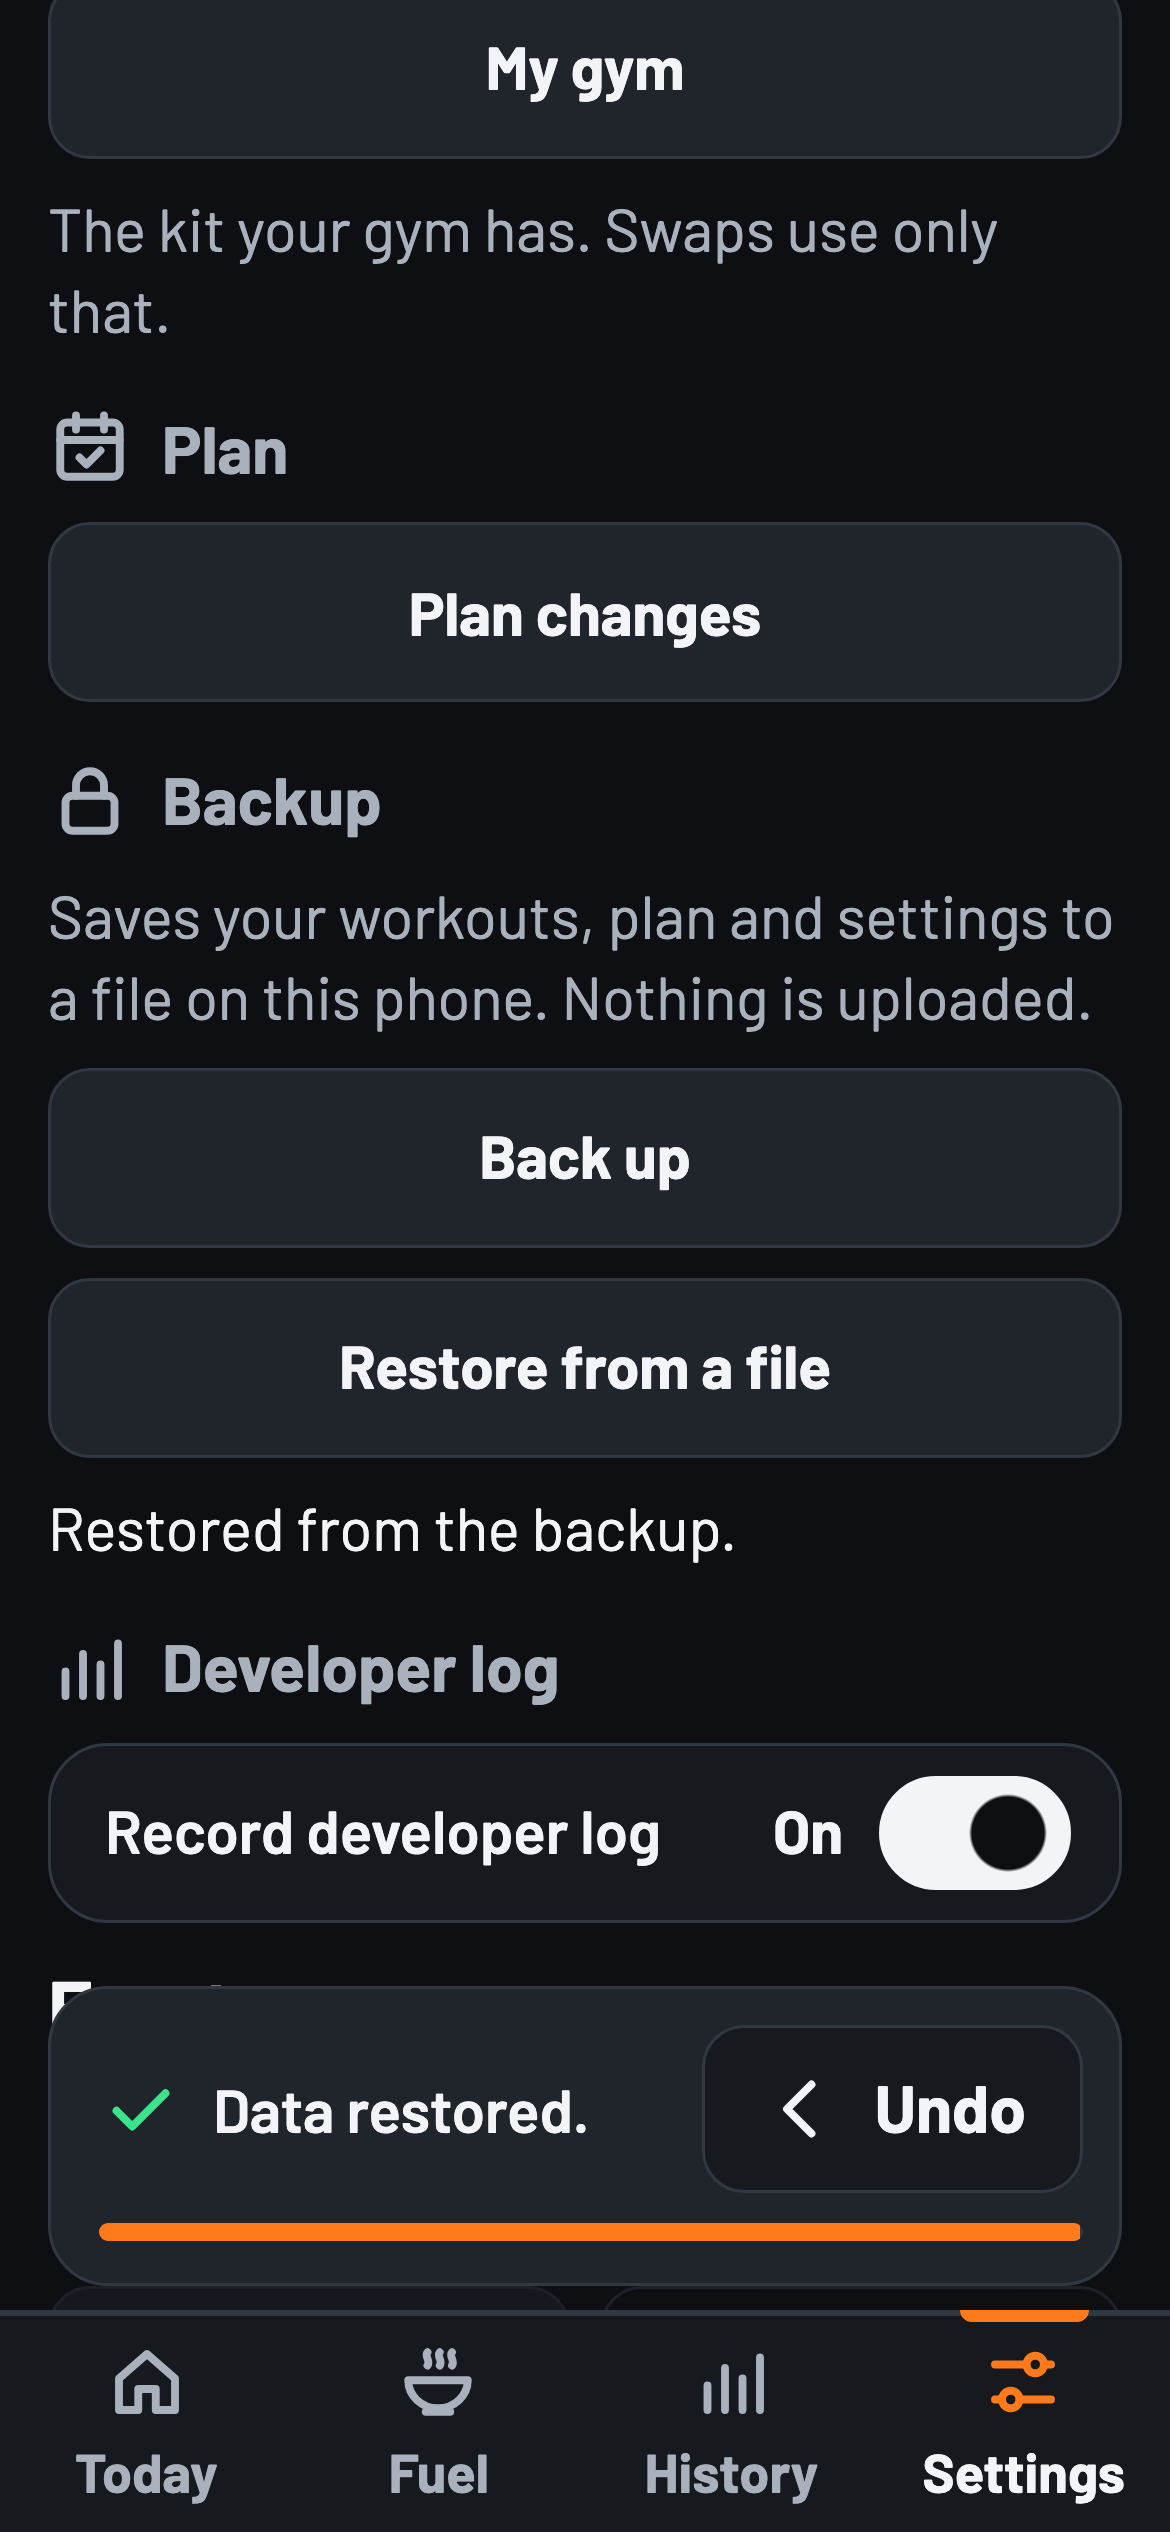 My gym
The kit your gym has. Swaps use only
that.
Plan
Plan changes
Backup
Saves your workouts, plan and settings to
a file on this phone. Nothing is uploaded.
Back up
Restore from a file
Restored from the backup.
Developer log
Record developer log On
Data restored. Undo
Today Fuel History Settings